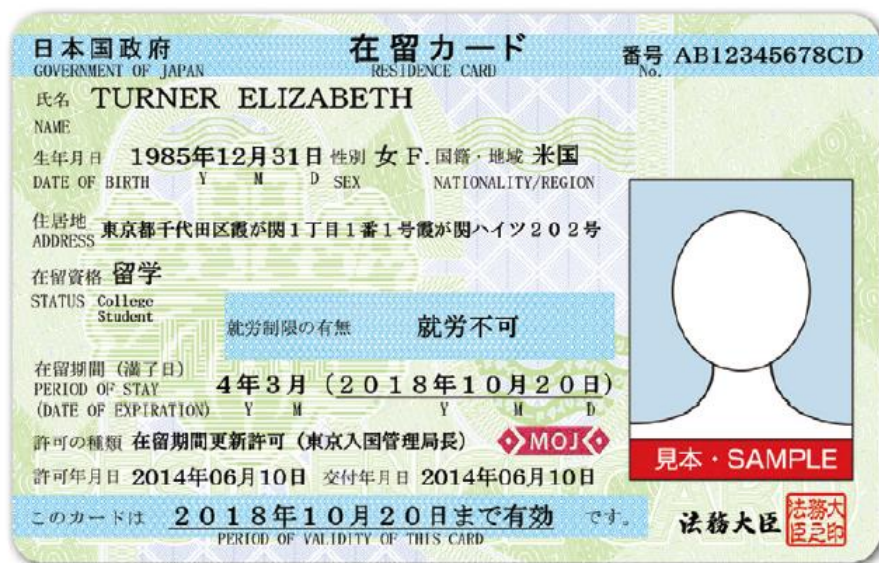 日本国政府 在留カード 番号 AB12345678CD
GOVERNMENT OF JAPAN RESIDENCE CARD No.
氏名 TURNER ELIZABETH
NAME
生年月日 1985年12月31日 性別 女 F. 国籍・地域 米国
DATE OF BIRTH Y M D SEX NATIONALITY/REGION
住居地 東京都千代田区霞が関1丁目1番1号霞が関ハイツ202号
ADDRESS
在留資格 留学
STATUS College
Student
就労制限の有無 就労不可
在留期間(満了日)
PERIOD OF STAY 4年3月(2018年10月20日)
(DATE OF EXPIRATION) Y M Y M D
許可の種類 在留期間更新許可(東京入国管理局長) MOJ
見本・SAMPLE
許可年月日 2014年06月10日 交付年月日 2014年06月10日
このカードは 2018年10月20日まで有効 です。
PERIOD OF VALIDITY OF THIS CARD
法務大臣 法務大臣之印